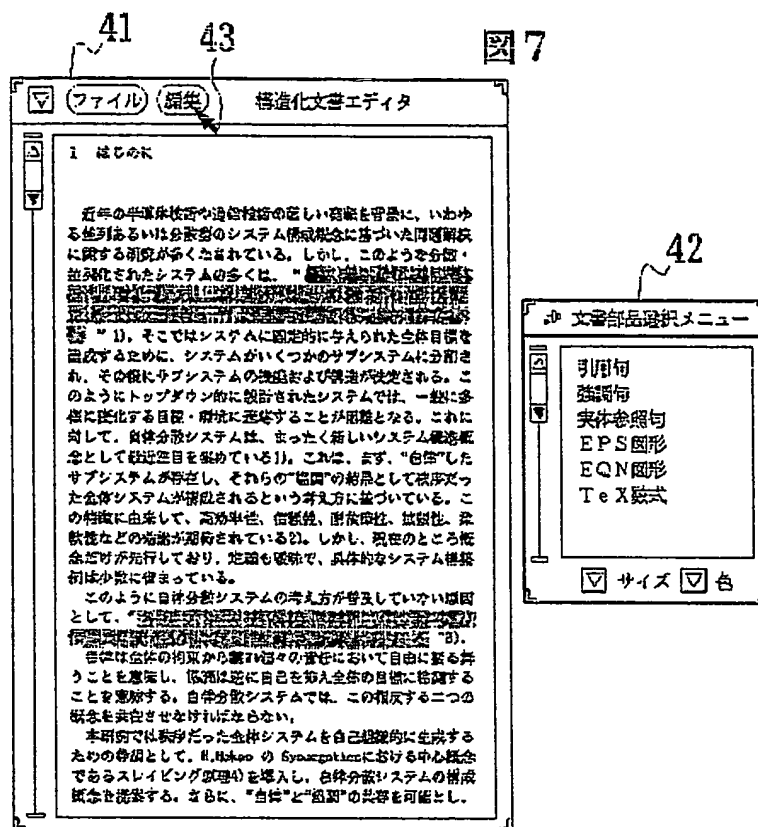 図７
41
43
42
ファイル 編集 構造化文書エディタ
1 はじめに
近年の半導体技術や通信技術の著しい発展を背景に、いわゆ
る並列あるいは分散型のシステム構成概念に基づいた問題解決
に関する研究が多くなされている。しかし、このような分散・
並列化されたシステムの多くは、"
" 1)。そこではシステムに固定的に与えられた全体目標を
達成するために、システムがいくつかのサブシステムに分割さ
れ、その後にサブシステムの機能および構造が決定される。こ
のようにトップダウン的に設計されたシステムでは、一般に多
様に変化する目標・環境に適応することが困難となる。これに
対して、自律分散システムは、まったく新しいシステム構造概
念として最近注目を集めている1)。これは、まず、"自律"した
サブシステムが存在し、それらの"協調"の結果として秩序だっ
た全体システムが構成されるという考え方に基づいている。こ
の特徴に由来して、高効率性、信頼性、耐故障性、拡張性、柔
軟性などの発揮が期待されている2)。しかし、現在のところ概
念だけが先行しており、定義も曖昧で、具体的なシステム構築
例は少数に留まっている。
このように自律分散システムの考え方が普及していない原因
として、"
"3)。
自律は全体の拘束から離れ個々の責任において自由に振る舞
うことを意味し、協調は逆に自己を抑え全体の目標に協調する
ことを意味する。自律分散システムでは、この相反する二つの
概念を共存させなければならない。
本研究では秩序だった全体システムを自己組織的に生成する
ための骨組として、H.Haken の Synergeticsにおける中心概念
であるスレイビング原理4)を導入し、自律分散システムの構成
概念を提案する。さらに、"自律"と"協調"の共存を可能とし、
文書部品選択メニュー
引用句
強調句
実体参照句
ＥＰＳ図形
ＥＱＮ図形
ＴｅＸ数式
サイズ 色